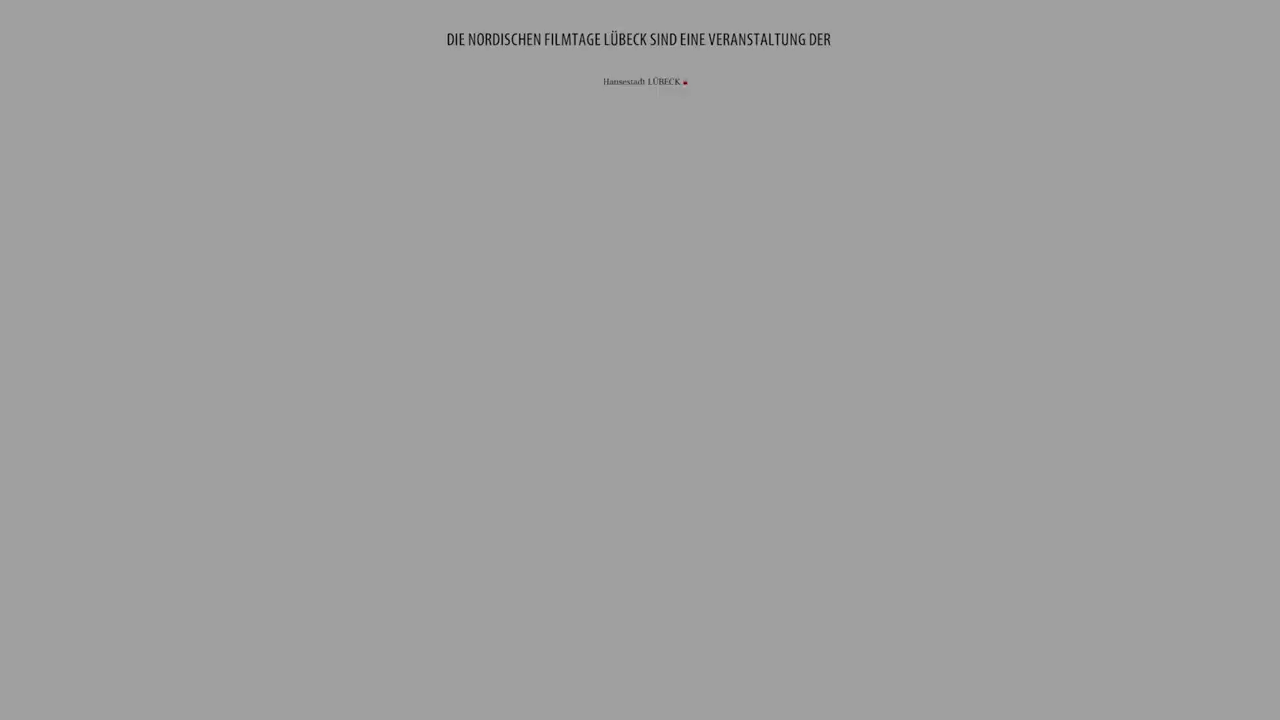 DIE NORDISCHEN FILMTAGE LÜBECK SIND EINE VERANSTALTUNG DER
Hansestadt LÜBECK